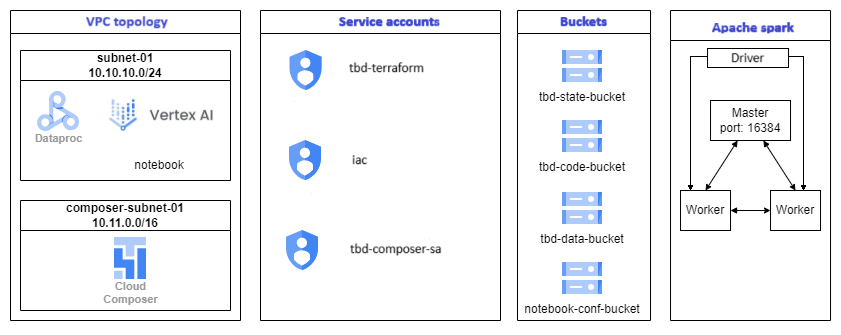 VPC topology
subnet-01
10.10.10.0/24
Dataproc
Vertex AI
notebook
composer-subnet-01
10.11.0.0/16
Cloud
Composer
Service accounts
tbd-terraform
iac
tbd-composer-sa
Buckets
tbd-state-bucket
tbd-code-bucket
tbd-data-bucket
notebook-conf-bucket
Apache spark
Driver
Master
port: 16384
Worker
Worker